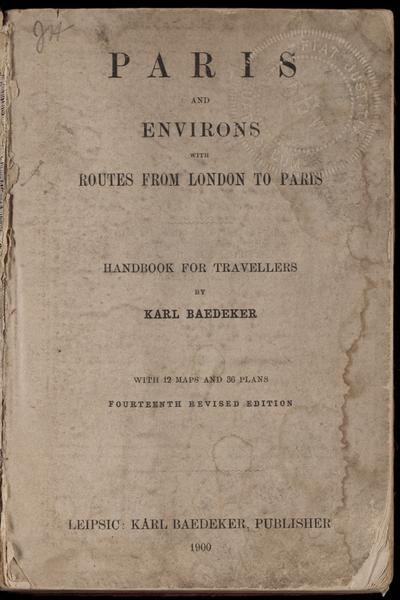 PARIS
AND
ENVIRONS
WITH
ROUTES FROM LONDON TO PARIS
HANDBOOK FOR TRAVELLERS
BY
KARL BAEDEKER
WITH 12 MAPS AND 36 PLANS
FOURTEENTH REVISED EDITION
LEIPSIC: KARL BAEDEKER, PUBLISHER
1900